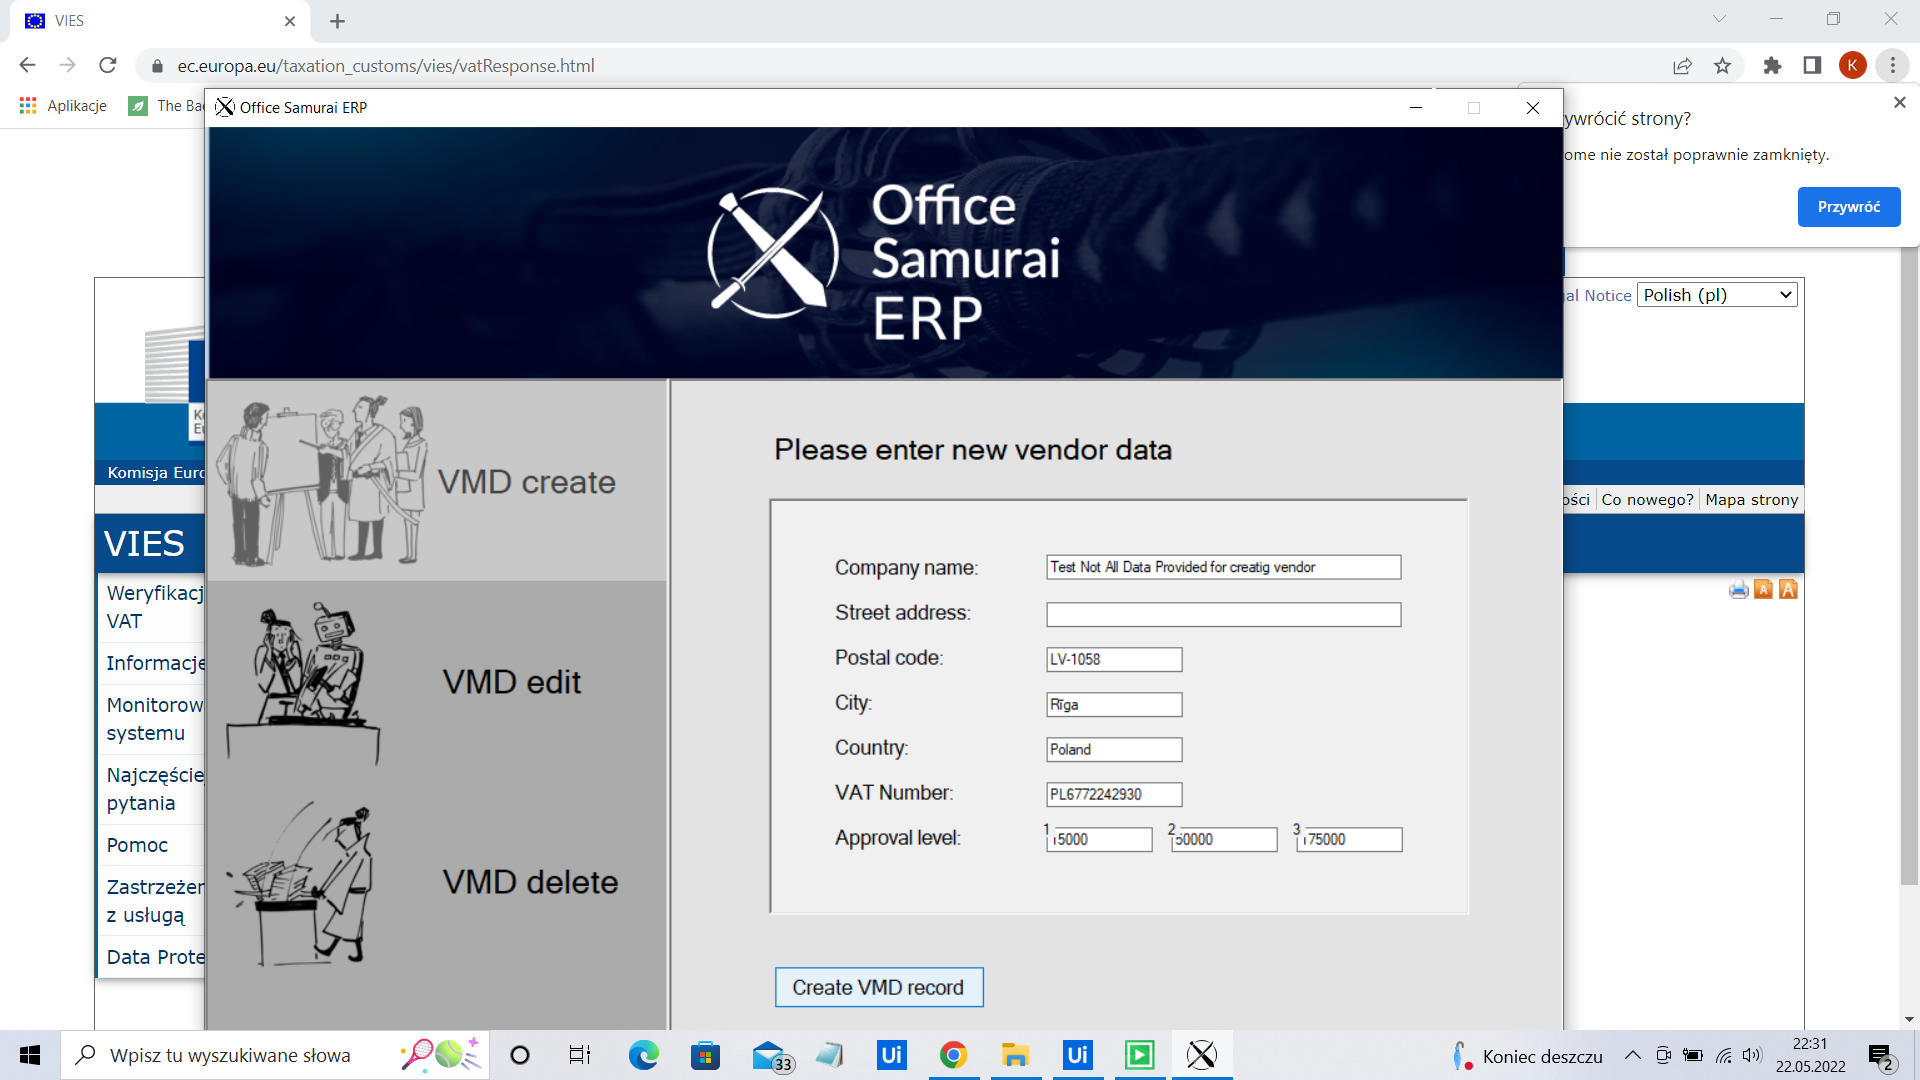 VIES
ec.europa.eu/taxation_customs/vies/vatResponse.html
K
Aplikacje
The Ba
Office Samurai ERP
ywrócić strony?
ome nie został poprawnie zamknięty.
Przywróć
Office
Samurai
ERP
al Notice
Polish (pl)
Komisja Euro
ości
Co nowego?
Mapa strony
VIES
Weryfikacj
VAT
Informacje
Monitorow
systemu
Najczęście
pytania
Pomoc
Zastrzeżer
z usługą
Data Prote
A
A
VMD create
VMD edit
VMD delete
Please enter new vendor data
Company name:
Test Not All Data Provided for creatig vendor
Street address:
Postal code:
LV-1058
City:
Rīga
Country:
Poland
VAT Number:
PL6772242930
Approval level:
1
15000
2
50000
3
175000
Create VMD record
Wpisz tu wyszukiwane słowa
33
Ui
Ui
Koniec deszczu
22:31
22.05.2022
2